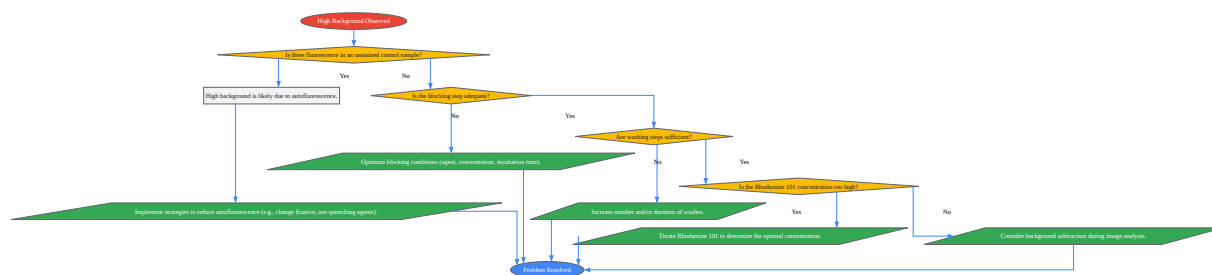 High Background Observed
Is there fluorescence in an unstained control sample?
Yes
No
High background is likely due to autofluorescence.
Is the blocking step adequate?
No
Yes
Are washing steps sufficient?
Optimize blocking conditions (agent, concentration, incubation time).
No
Yes
Is the Rhodamine 101 concentration too high?
Implement strategies to reduce autofluorescence (e.g., change fixative, use quenching agents).
Increase number and/or duration of washes.
Yes
No
Titrate Rhodamine 101 to determine the optimal concentration.
Consider background subtraction during image analysis.
Problem Resolved